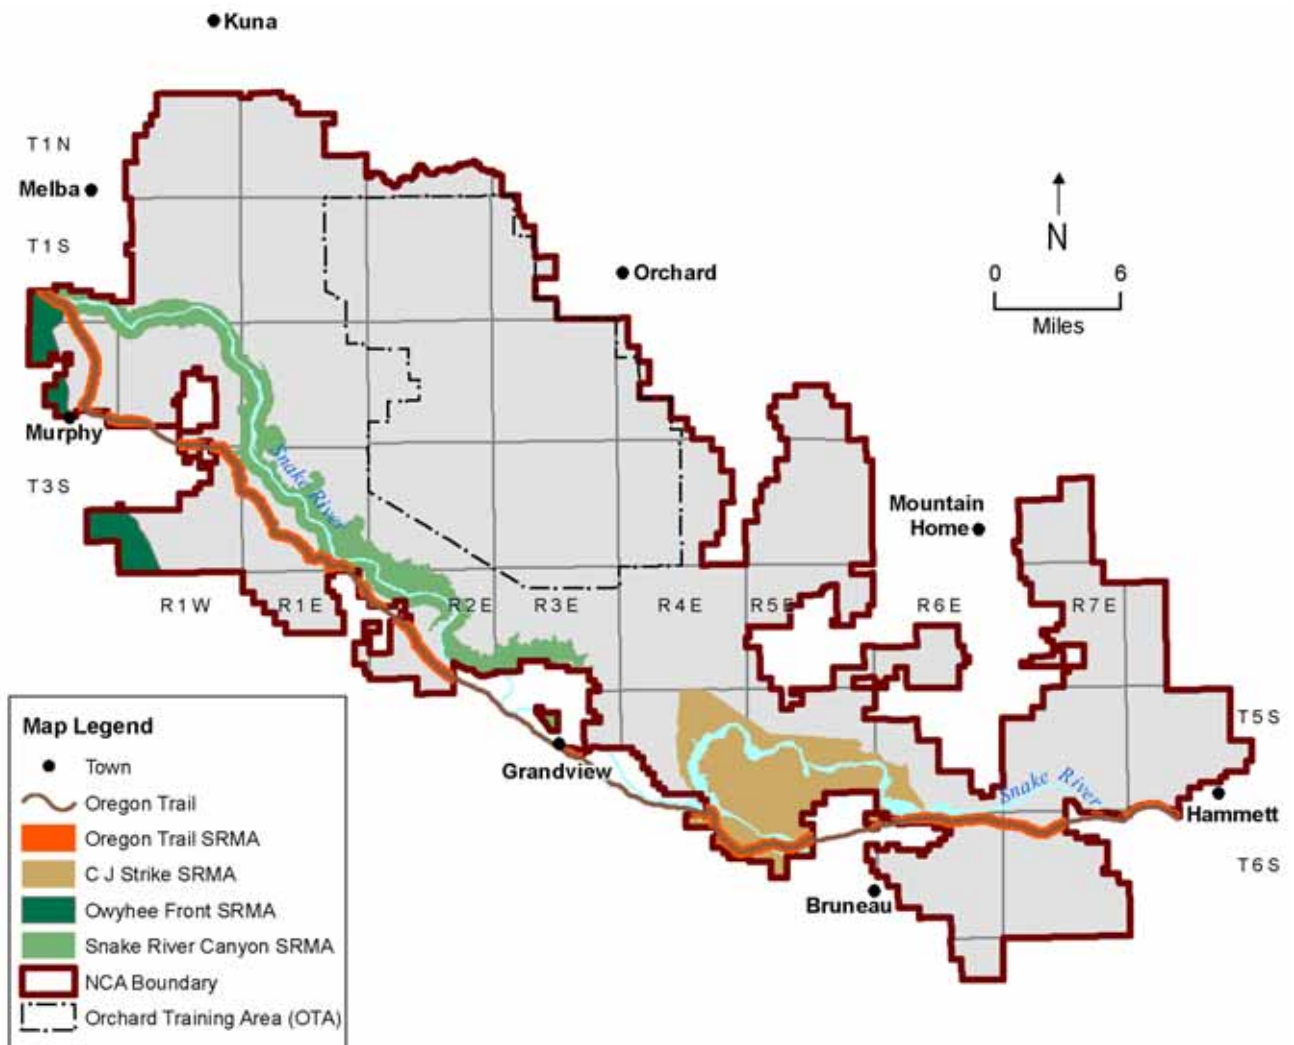 Kuna
T1N
Melba
T1S
Orchard
N
0 6
Miles
Murphy
Snake River
T3S
Mountain
Home
R1W R1E R2E R3E R4E R5E R6E R7E
T5S
Grandview
Snake River
Hammett
T6S
Bruneau
Map Legend
Town
Oregon Trail
Oregon Trail SRMA
C J Strike SRMA
Owyhee Front SRMA
Snake River Canyon SRMA
NCA Boundary
Orchard Training Area (OTA)